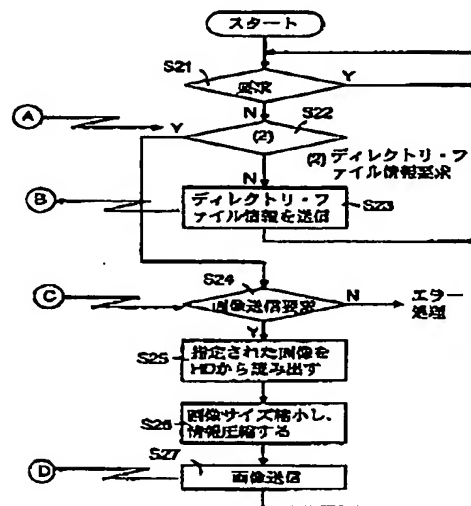 スタート
S21
要求
Y
N
S22
A
Y
(2)
(2) ディレクトリ・フ
ァイル情報要求
N
B
ディレクトリ・フ
ァイル情報を送信
S23
S24
C
画像送信要求
N
エラー
処理
Y
S25
指定された画像を
HDから読み出す
S26
画像サイズ縮小し、
情報圧縮する
S27
D
画像送信